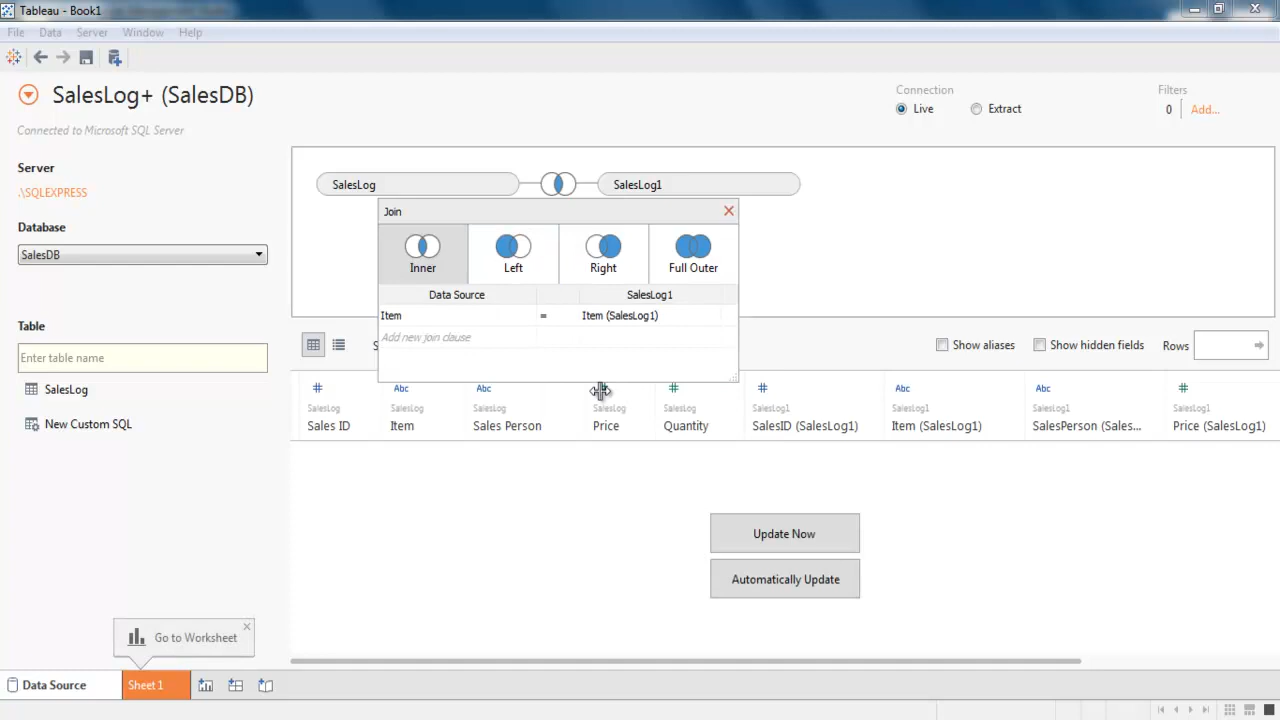 Tableau - Book1
File Data Server Window Help
SalesLog+ (SalesDB)
Connected to Microsoft SQL Server
Connection
Live Extract
Filters
0 Add...
Server
.\SQLEXPRESS
Database
SalesDB
Table
Enter table name
SalesLog
New Custom SQL
SalesLog SalesLog1
Join
Inner Left Right Full Outer
Data Source SalesLog1
Item = Item (SalesLog1)
Add new join clause
S
Show aliases Show hidden fields Rows
# Abc Abc # # Abc Abc #
SalesLog SalesLog SalesLog SalesLog SalesLog SalesLog1 SalesLog1 SalesLog1 SalesLog1
Sales ID Item Sales Person Price Quantity SalesID (SalesLog1) Item (SalesLog1) SalesPerson (Sales... Price (SalesLog1)
Update Now
Automatically Update
Go to Worksheet
Data Source Sheet 1